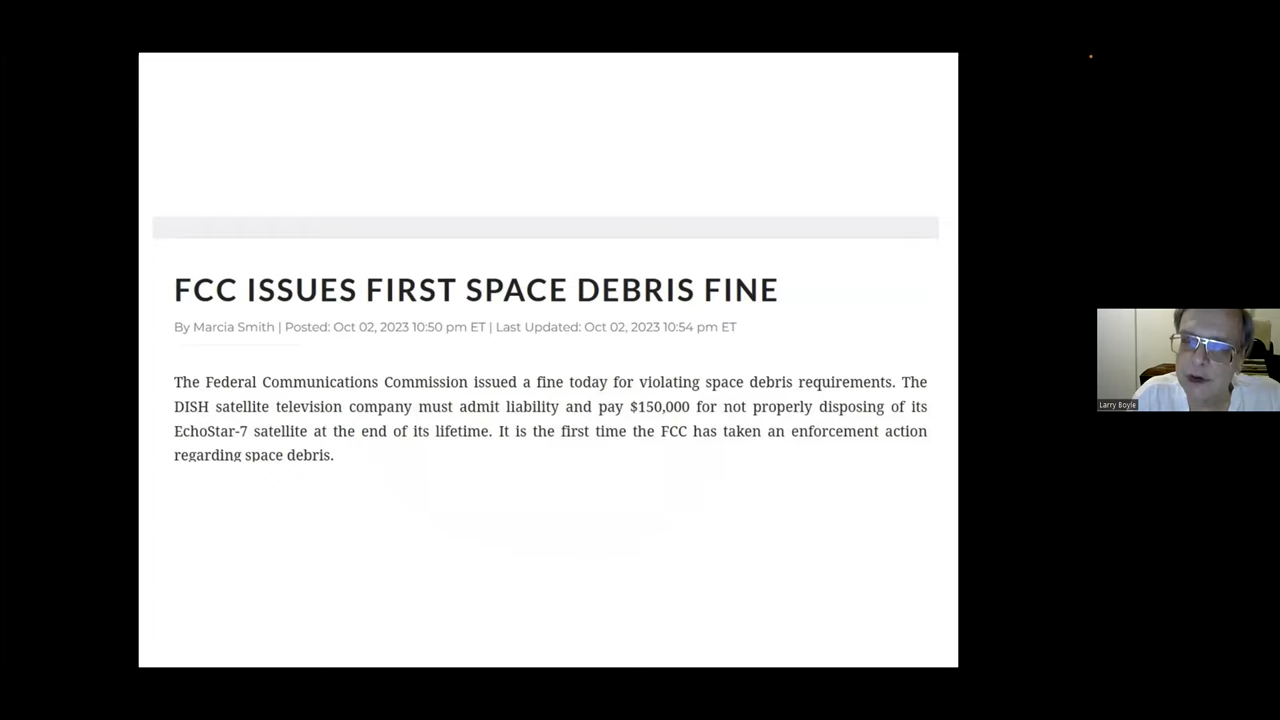 FCC ISSUES FIRST SPACE DEBRIS FINE
By Marcia Smith | Posted: Oct 02, 2023 10:50 pm ET | Last Updated: Oct 02, 2023 10:54 pm ET
The Federal Communications Commission issued a fine today for violating space debris requirements. The
DISH satellite television company must admit liability and pay $150,000 for not properly disposing of its
EchoStar-7 satellite at the end of its lifetime. It is the first time the FCC has taken an enforcement action
regarding space debris.
Larry Boyle